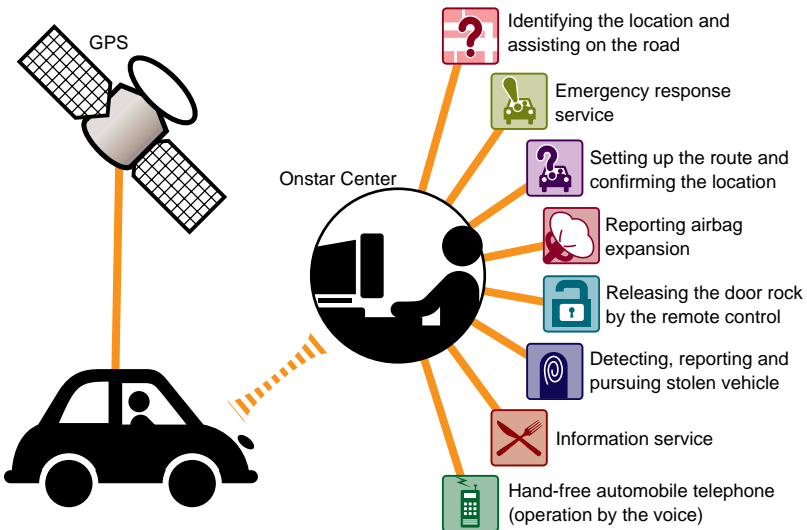 GPS
Onstar Center
Identifying the location and
assisting on the road
Emergency response
service
Setting up the route and
confirming the location
Reporting airbag
expansion
Releasing the door rock
by the remote control
Detecting, reporting and
pursuing stolen vehicle
Information service
Hand-free automobile telephone
(operation by the voice)